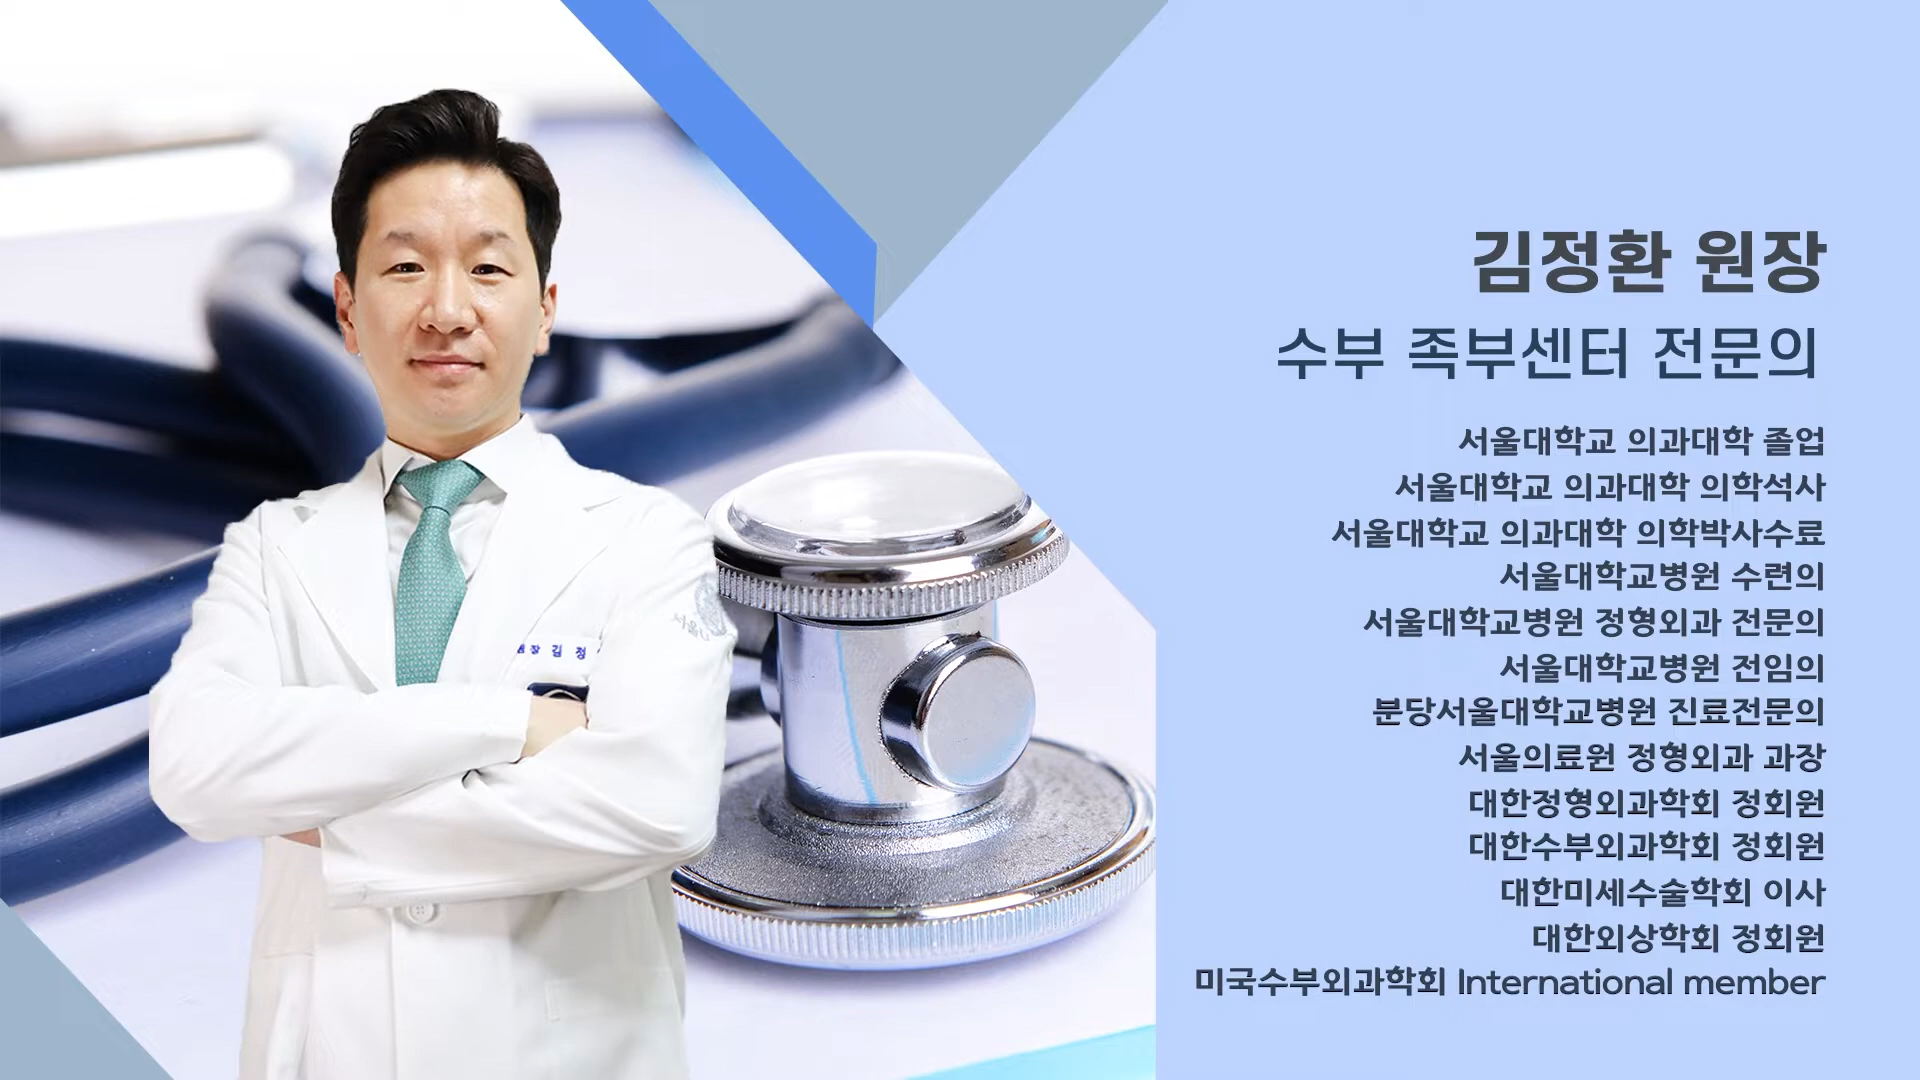 김정환 원장
수부 족부센터 전문의
서울대학교 의과대학 졸업
서울대학교 의과대학 의학석사
서울대학교 의과대학 의학박사수료
서울대학교병원 수련의
서울대학교병원 정형외과 전문의
서울대학교병원 전임의
분당서울대학교병원 진료전문의
서울의료원 정형외과 과장
대한정형외과학회 정회원
대한수부외과학회 정회원
대한미세수술학회 이사
대한외상학회 정회원
미국수부외과학회 International member
원장 김 정